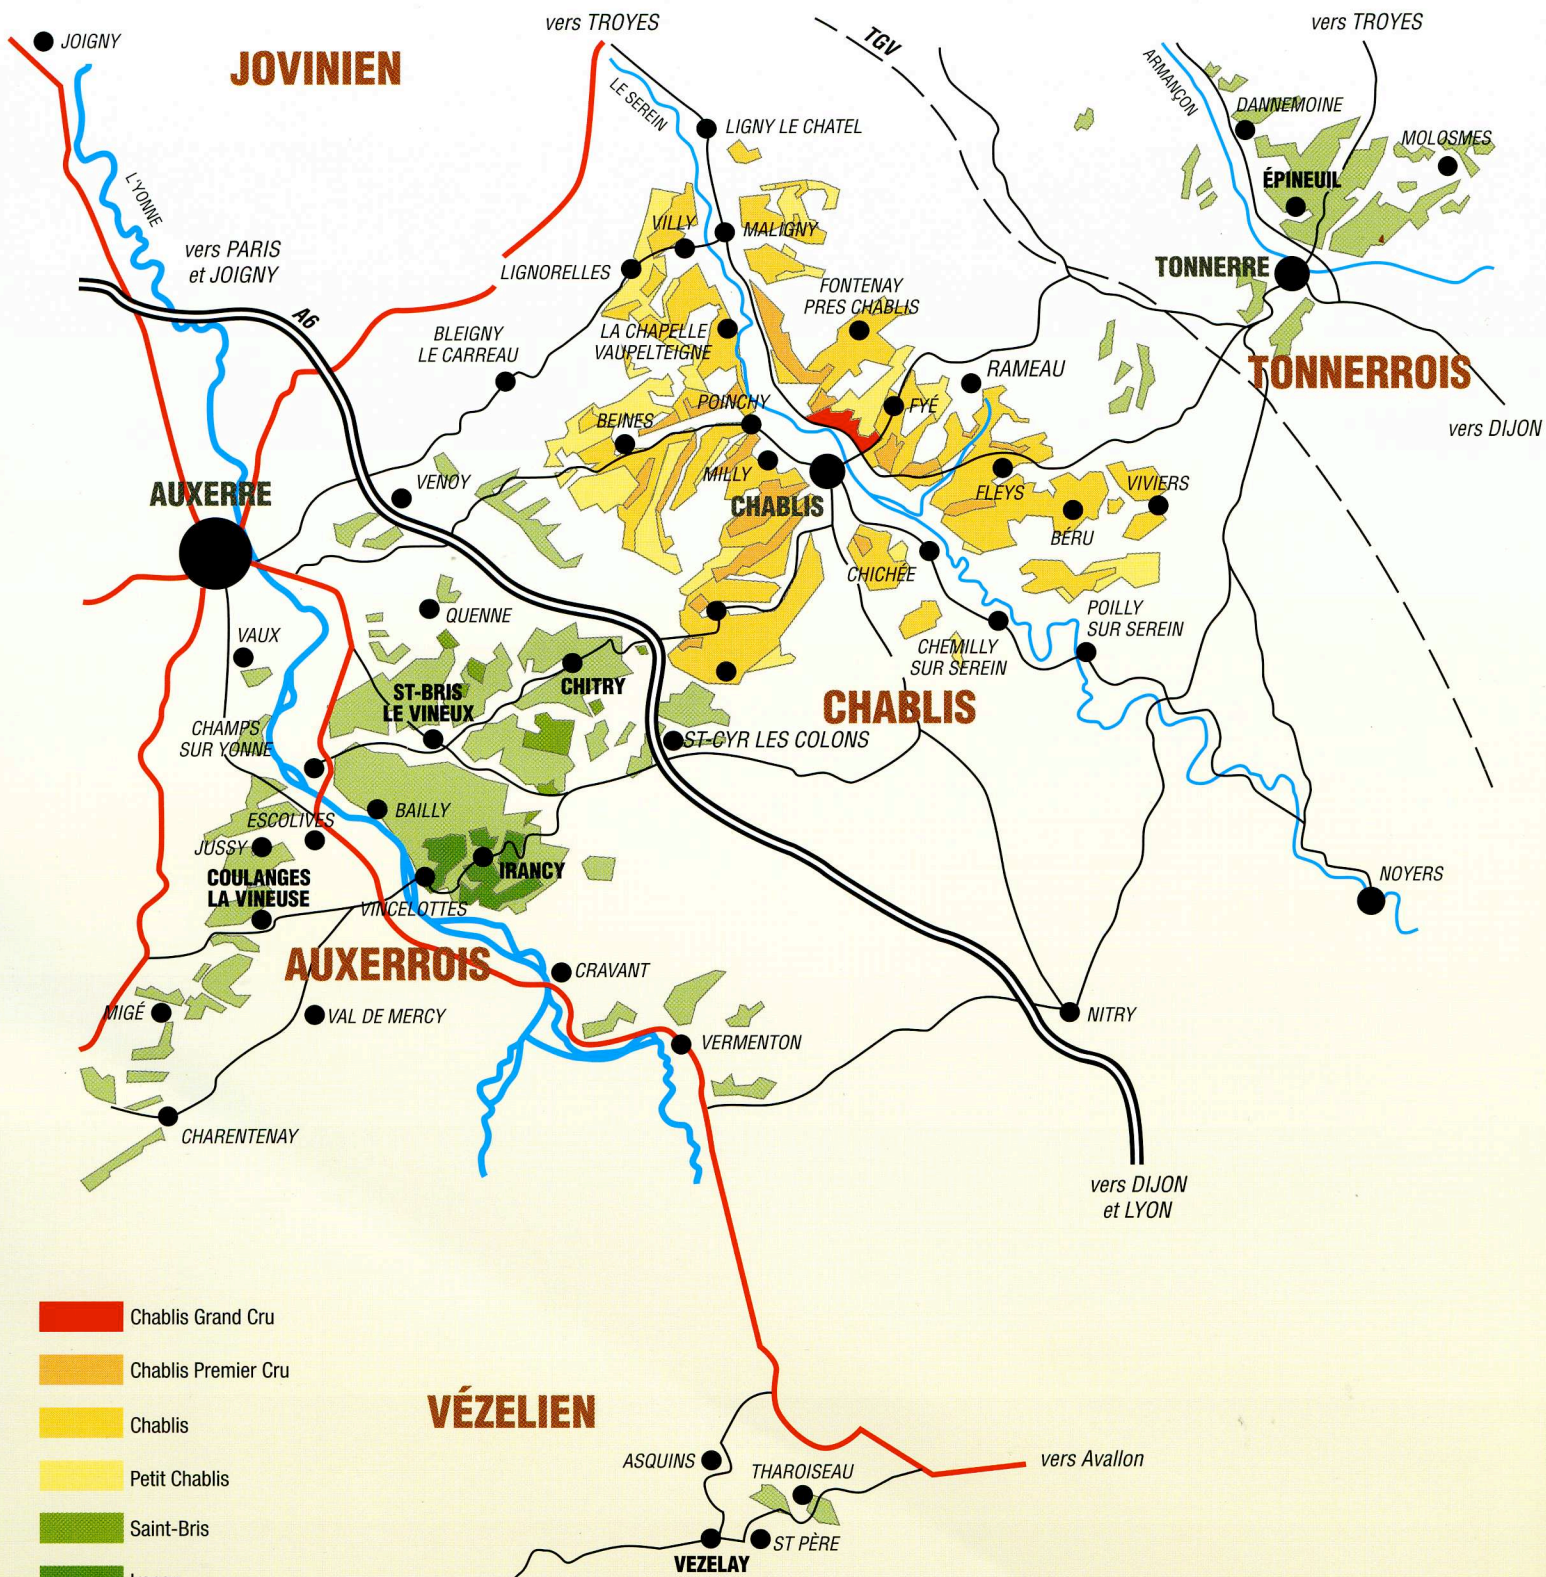 vers TROYES
vers TROYES
JOIGNY
JOVINIEN
TGV
ARMANÇON
LE SEREIN
DANNEMOINE
LIGNY LE CHATEL
MOLOSMES
ÉPINEUIL
L'YONNE
VILLY
MALIGNY
vers PARIS
et JOIGNY
LIGNORELLES
TONNERRE
FONTENAY
PRES CHABLIS
A6
BLEIGNY
LE CARREAU
LA CHAPELLE
VAUPELTEIGNE
RAMEAU
TONNERROIS
POINCHY
FYÉ
BEINES
vers DIJON
MILLY
VENOY
AUXERRE
CHABLIS
FLEYS
VIVIERS
BÉRU
CHICHÉE
QUENNE
POILLY
SUR SEREIN
VAUX
CHEMILLY
SUR SEREIN
CHITRY
ST-BRIS
LE VINEUX
CHABLIS
CHAMPS
SUR YONNE
ST-CYR LES COLONS
BAILLY
ESCOLIVES
JUSSY
IRANCY
COULANGES
LA VINEUSE
NOYERS
VINCELOTTES
AUXERROIS
CRAVANT
MIGÉ
VAL DE MERCY
NITRY
VERMENTON
CHARENTENAY
vers DIJON
et LYON
Chablis Grand Cru
Chablis Premier Cru
Chablis
Petit Chablis
Saint-Bris
VÉZELIEN
ASQUINS
THAROISEAU
vers Avallon
ST PÈRE
VEZELAY